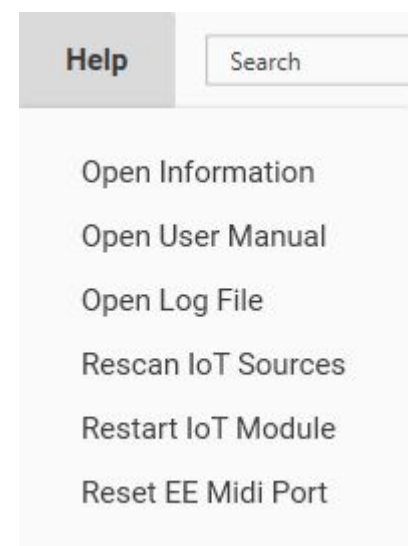 Help
Search
Open Information
Open User Manual
Open Log File
Rescan IoT Sources
Restart IoT Module
Reset EE Midi Port